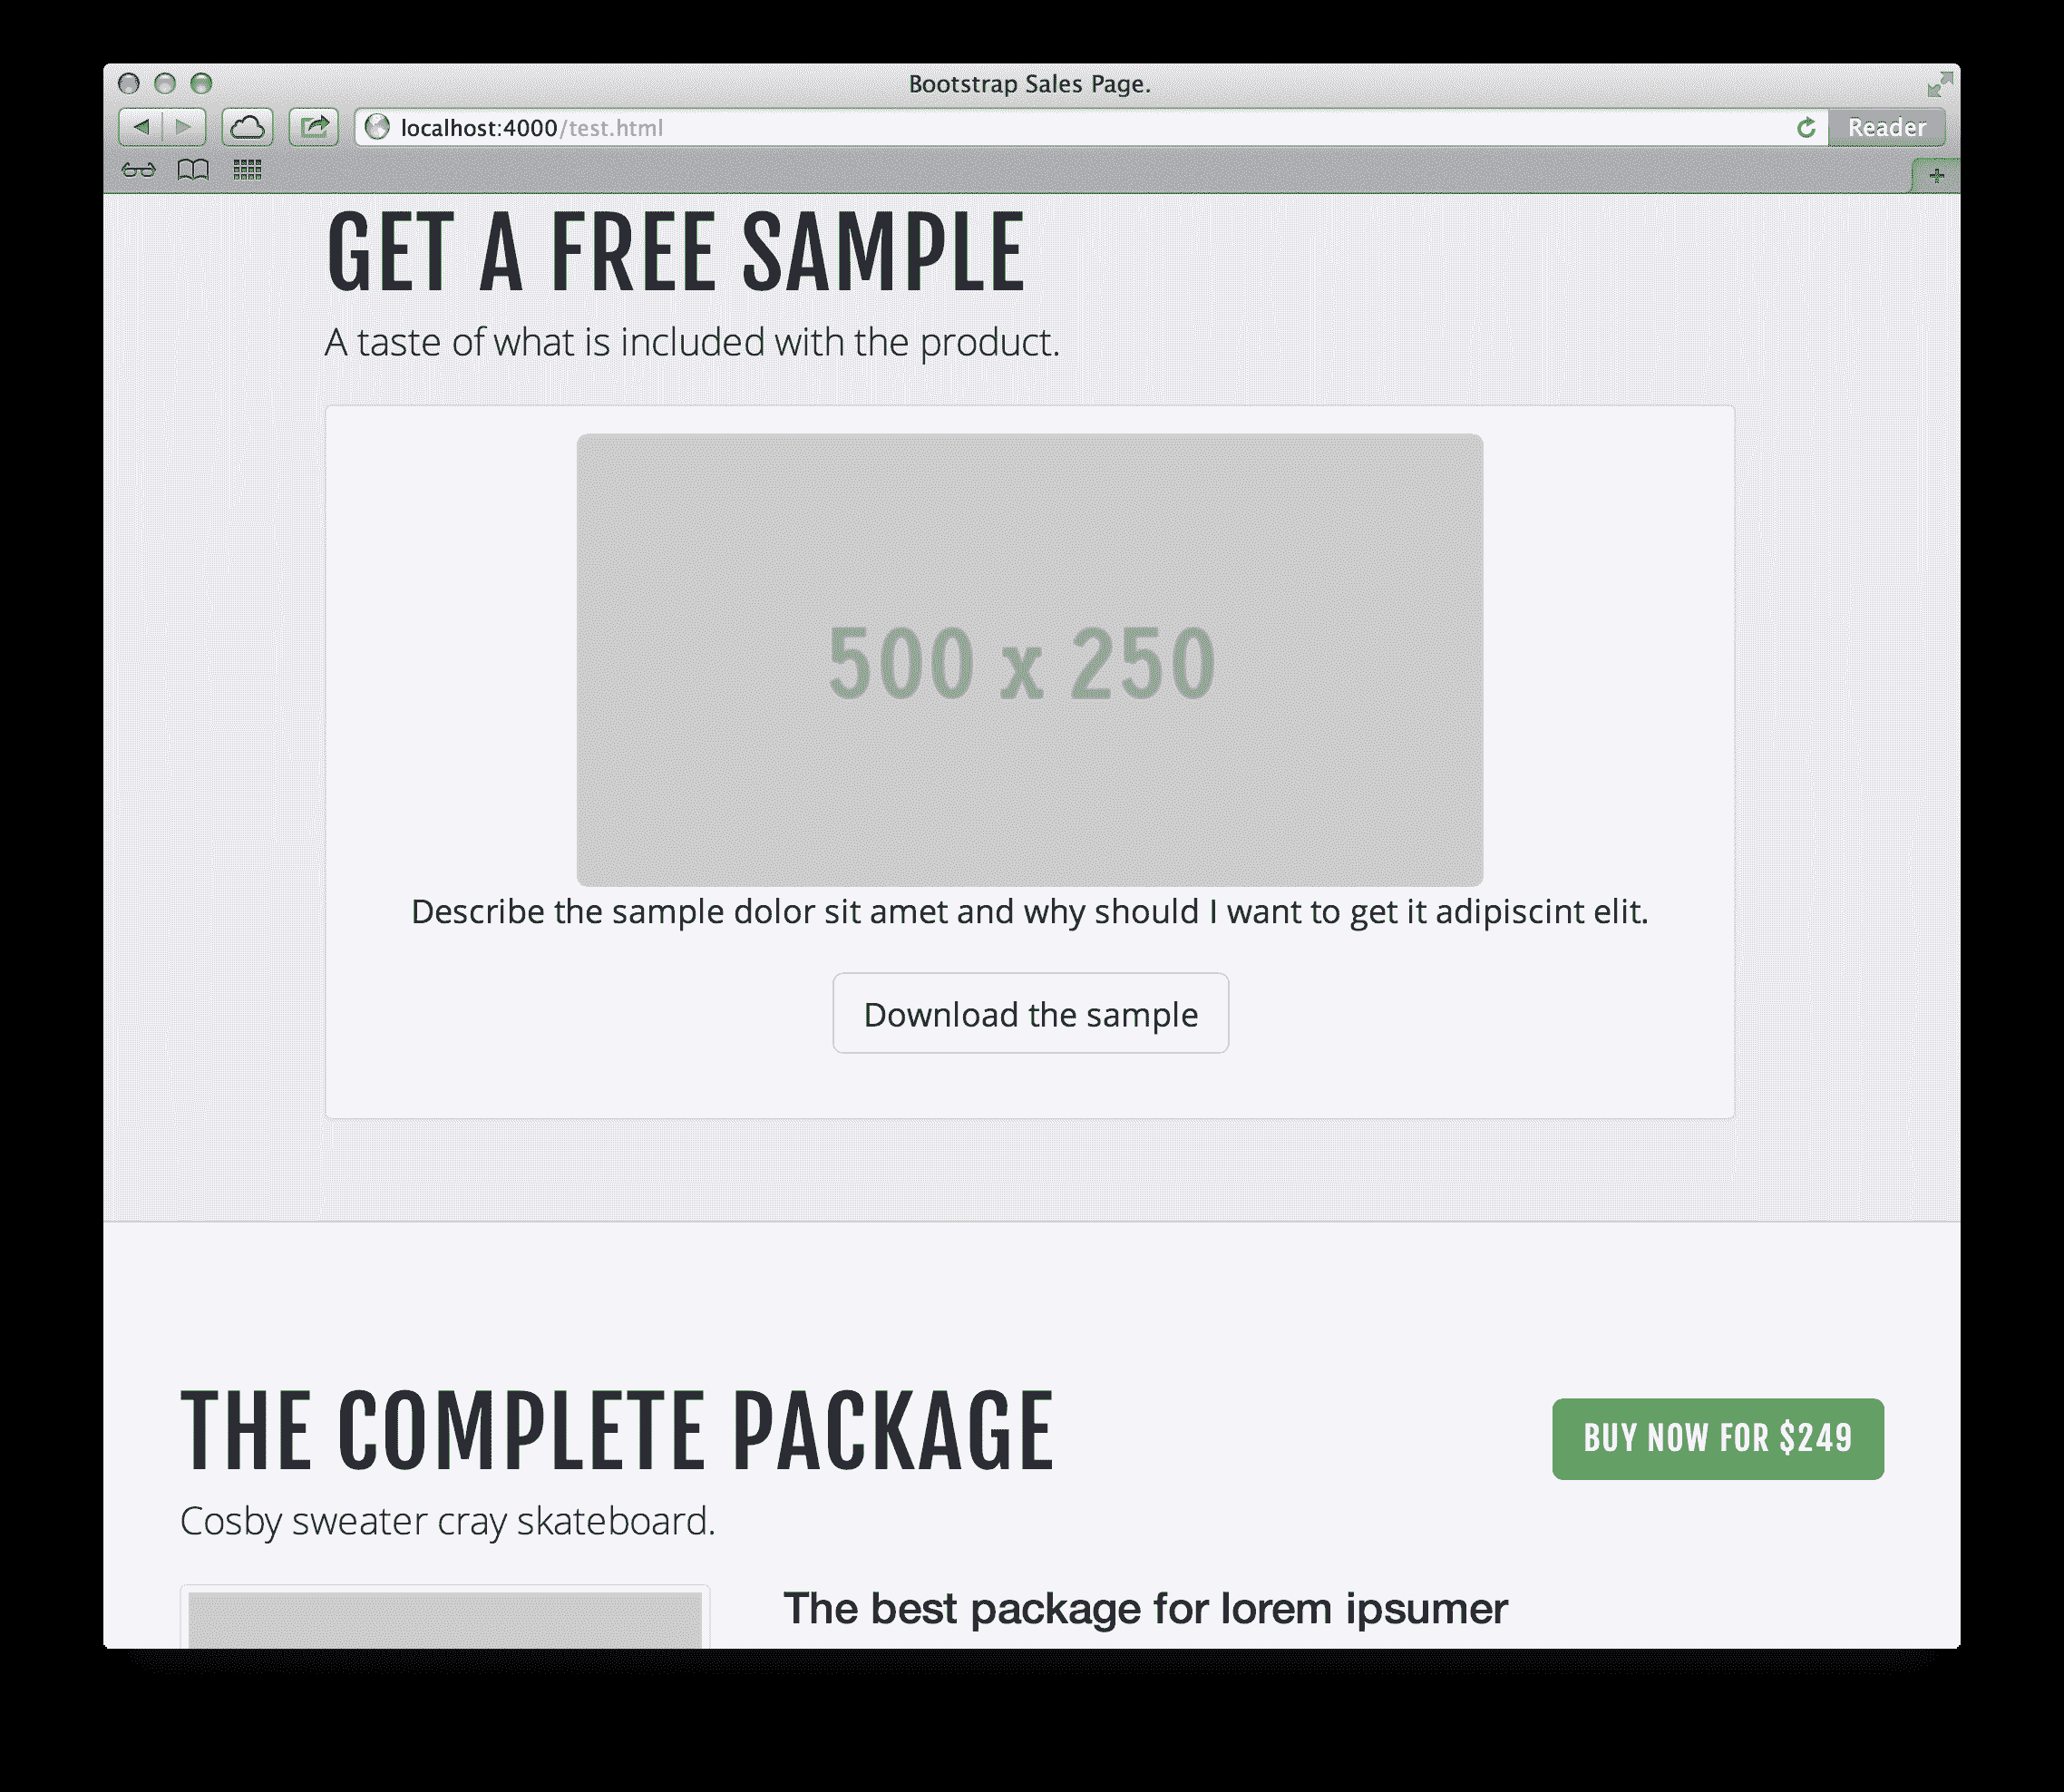 Bootstrap Sales Page.
localhost:4000/test.html
Reader
GET A FREE SAMPLE
A taste of what is included with the product.
500 x 250
Describe the sample dolor sit amet and why should I want to get it adipiscint elit.
Download the sample
THE COMPLETE PACKAGE
BUY NOW FOR $249
Cosby sweater cray skateboard.
The best package for lorem ipsumer